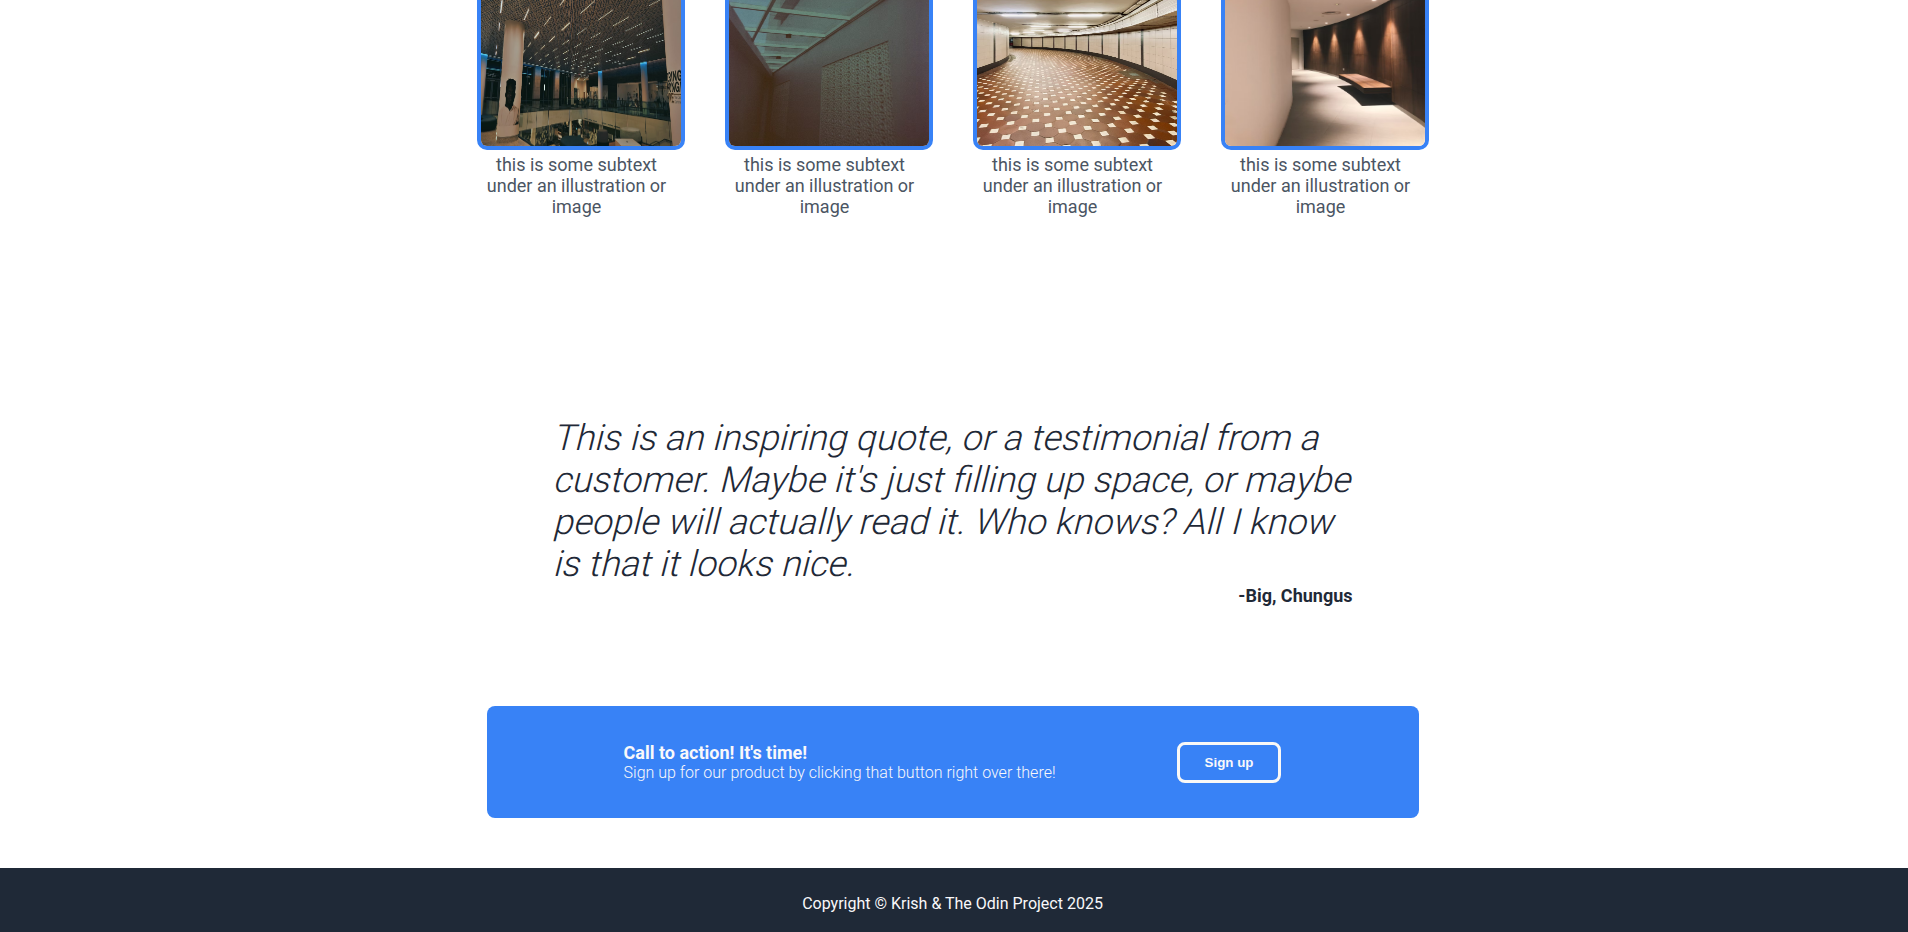 this is some subtext
under an illustration or
image
this is some subtext
under an illustration or
image
this is some subtext
under an illustration or
image
this is some subtext
under an illustration or
image
This is an inspiring quote, or a testimonial from a
customer. Maybe it's just filling up space, or maybe
people will actually read it. Who knows? All I know
is that it looks nice.
-Big, Chungus
Call to action! It's time!
Sign up for our product by clicking that button right over there!
Sign up
Copyright © Krish & The Odin Project 2025